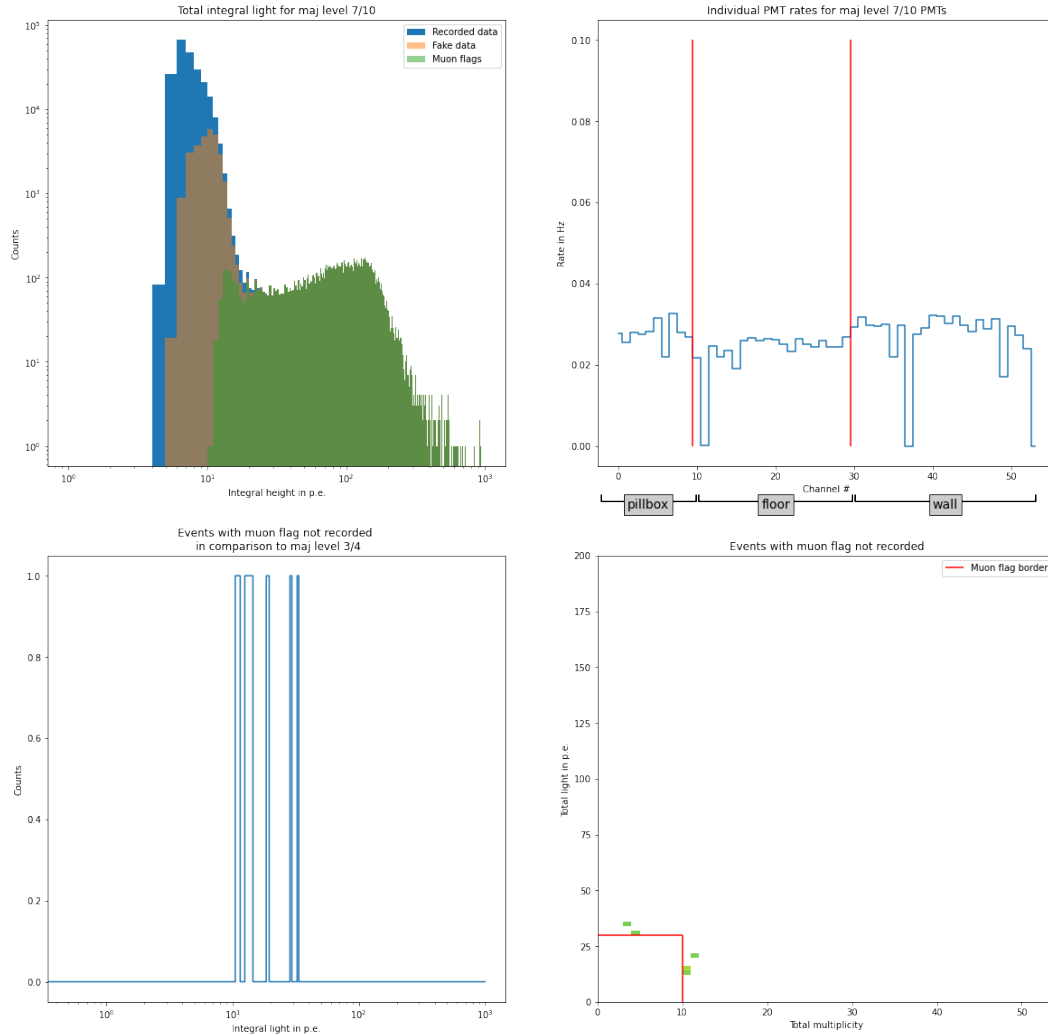 Total integral light for maj level 7/10
10⁵
10⁴
10³
10²
10¹
10⁰
Counts
Recorded data
Fake data
Muon flags
10⁰ 10¹ 10² 10³
Integral height in p.e.
Individual PMT rates for maj level 7/10 PMTs
0.10
0.08
0.06
0.04
0.02
0.00
Rate in Hz
0 10 20 30 40 50
Channel #
pillbox floor wall
Events with muon flag not recorded
in comparison to maj level 3/4
1.0
0.8
0.6
0.4
0.2
0.0
Counts
10⁰ 10¹ 10² 10³
Integral light in p.e.
Events with muon flag not recorded
200
175
150
125
100
75
50
25
0
Total light in p.e.
Muon flag border
0 10 20 30 40 50
Total multiplicity